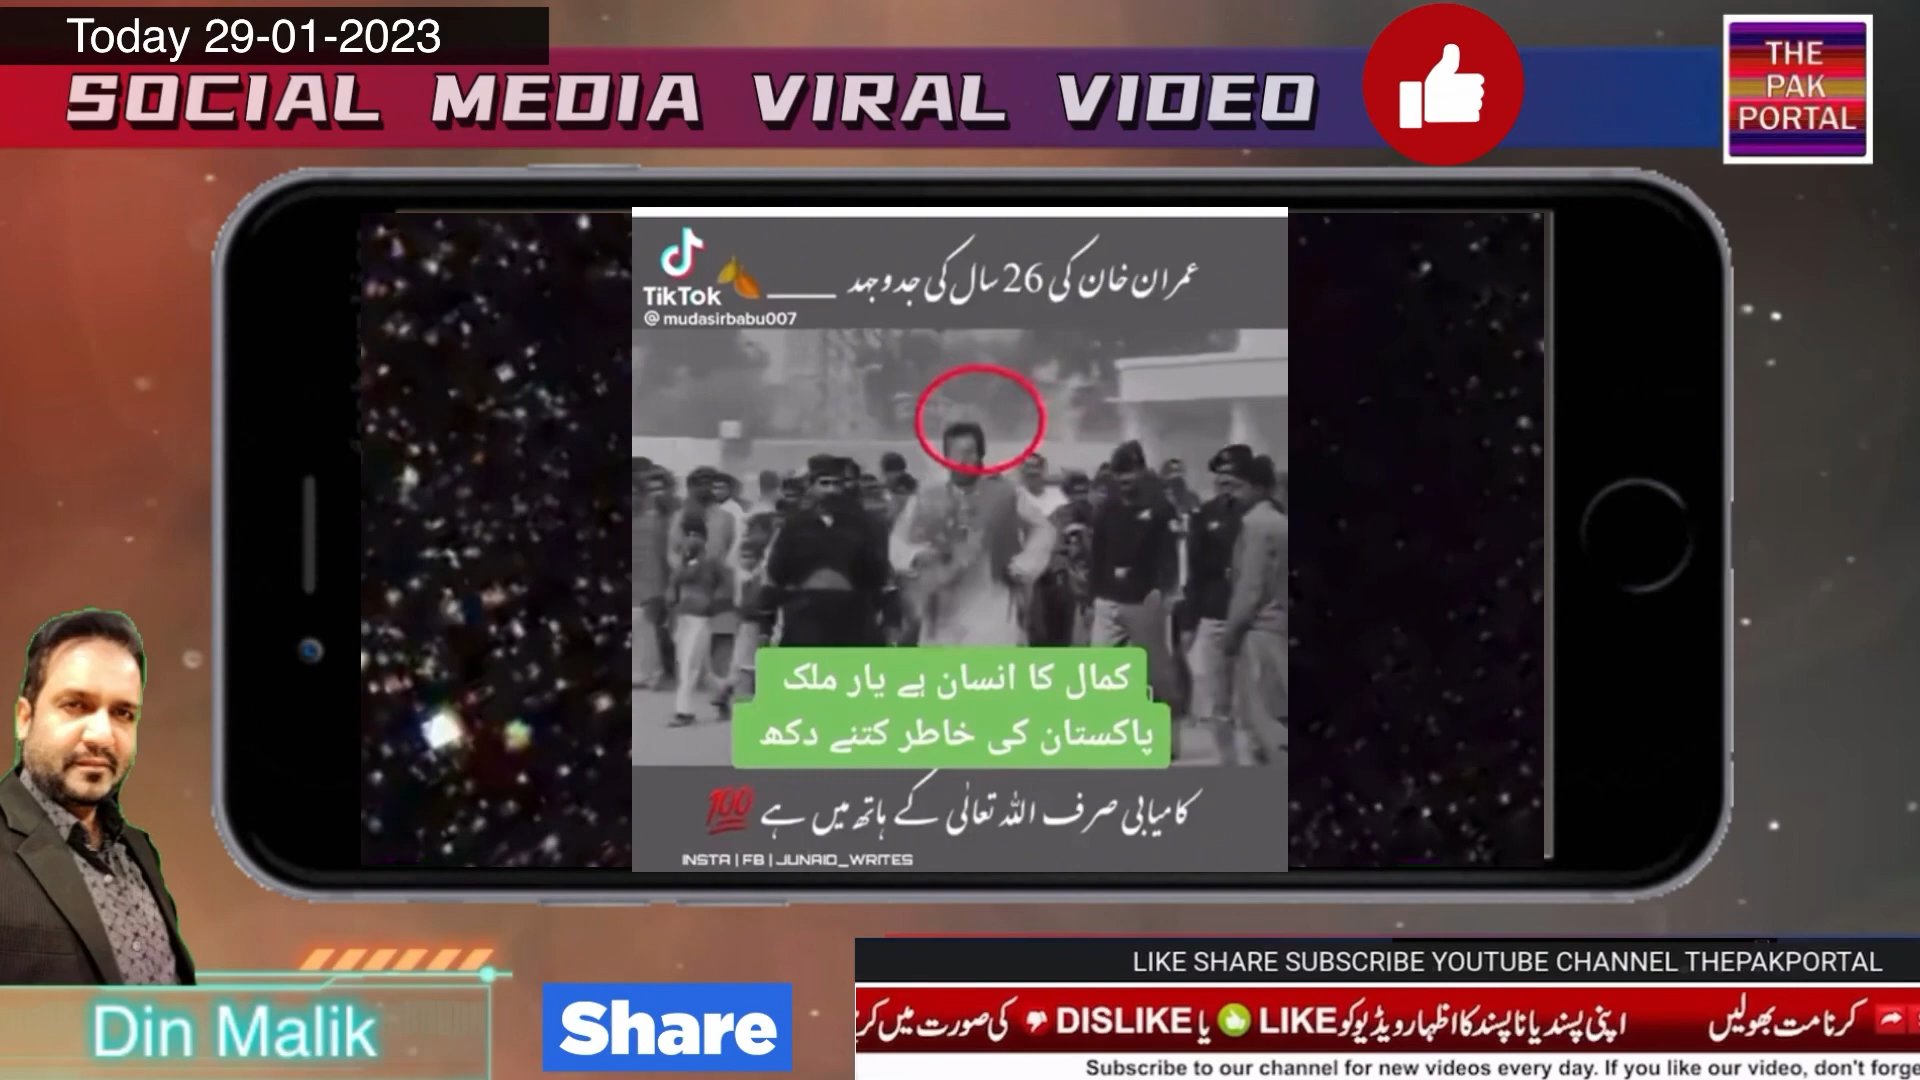 Today 29-01-2023
SOCIAL MEDIA VIRAL VIDEO
THE
PAK
PORTAL
TikTok
@mudasirbabu007
عمران خان کی 26 سال کی جدوجہد ____
کمال کا انسان ہے یار ملک
پاکستان کی خاطر کتنے دکھ
کامیابی صرف اللہ تعالٰی کے ہاتھ میں ہے 💯
INSTA | FB | JUNAID_WRITES
Din Malik
Share
LIKE SHARE SUBSCRIBE YOUTUBE CHANNEL THEPAKPORTAL
کرنا مت بھولیں اپنی پسند یا ناپسند کا اظہار ویڈیو کو LIKE یا DISLIKE کی صورت میں
Subscribe to our channel for new videos every day. If you like our video, don't